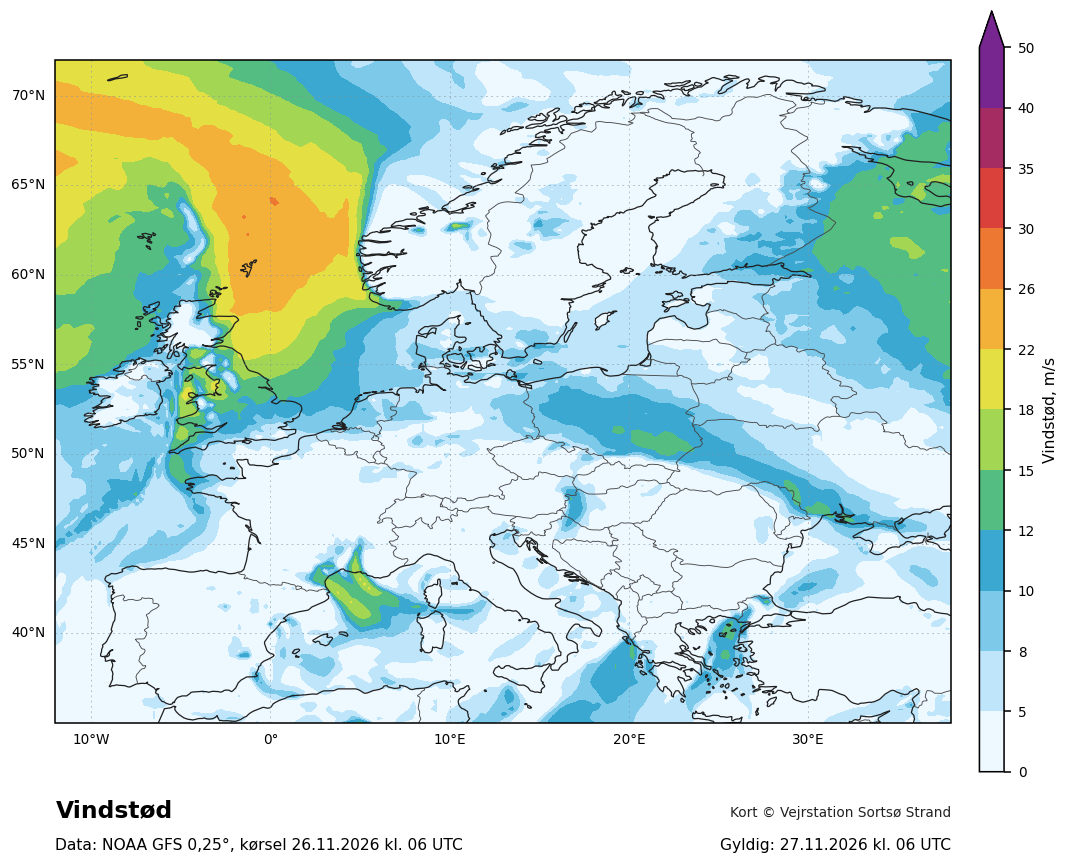 50
40
35
30
26
22
18
15
12
10
8
5
0
Vindstød, m/s
70°N
65°N
60°N
55°N
50°N
45°N
40°N
10°W
0°
10°E
20°E
30°E
Vindstød
Kort © Vejrstation Sortsø Strand
Data: NOAA GFS 0,25°, kørsel 26.11.2026 kl. 06 UTC
Gyldig: 27.11.2026 kl. 06 UTC